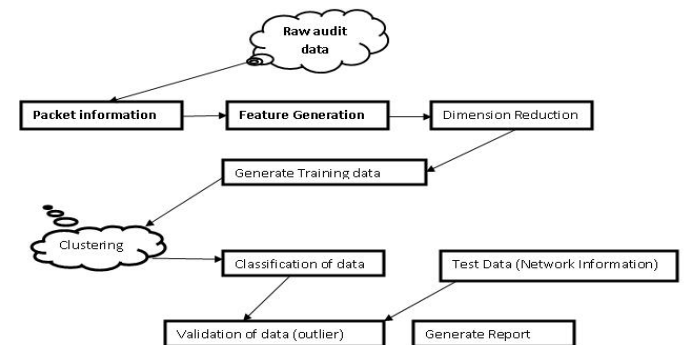 Raw audit
data
Packet information
Feature Generation
Dimension Reduction
Generate Training data
Clustering
Classification of data
Test Data (Network Information)
Validation of data (outlier)
Generate Report